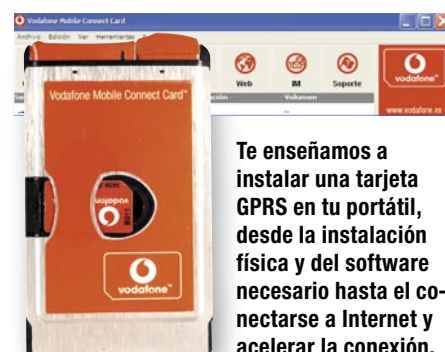 Vodafone Mobile Connect Card
Archivo Edición Ver Herramientas
Web IM Soporte
vodafone™
www.vodafone.es
Volumen
Vodafone Mobile Connect Card™
vodafone
vodafone™
Te enseñamos a
instalar una tarjeta
GPRS en tu portátil,
desde la instalación
física y del software
necesario hasta el co-
nectarse a Internet y
acelerar la conexión.